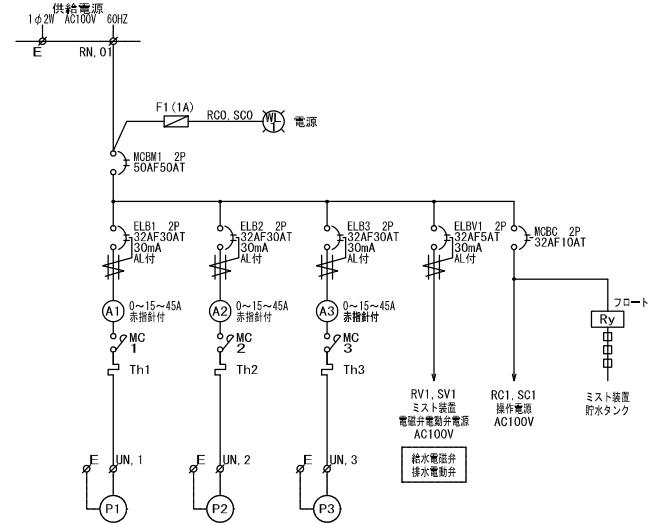 供給電源
1φ2W AC100V 60HZ
E RN,01
F1(1A) RC0,SC0 WL 1 電源
MCBM1 2P
50AF50AT
ELB1 2P
32AF30AT
30mA
AL付
ELB2 2P
32AF30AT
30mA
AL付
ELB3 2P
32AF30AT
30mA
AL付
ELBV1 2P
32AF5AT
30mA
AL付
MCBC 2P
32AF10AT
A1 0~15~45A
赤指針付
A2 0~15~45A
赤指針付
A3 0~15~45A
赤指針付
フロート
Ry
MC
1
MC
2
MC
3
Th1
Th2
Th3
RV1,SV1
ミスト装置
電磁弁電動弁電源
AC100V
RC1,SC1
操作電源
AC100V
ミスト装置
貯水タンク
給水電磁弁
排水電動弁
E UN,1
E UN,2
E UN,3
P1
P2
P3